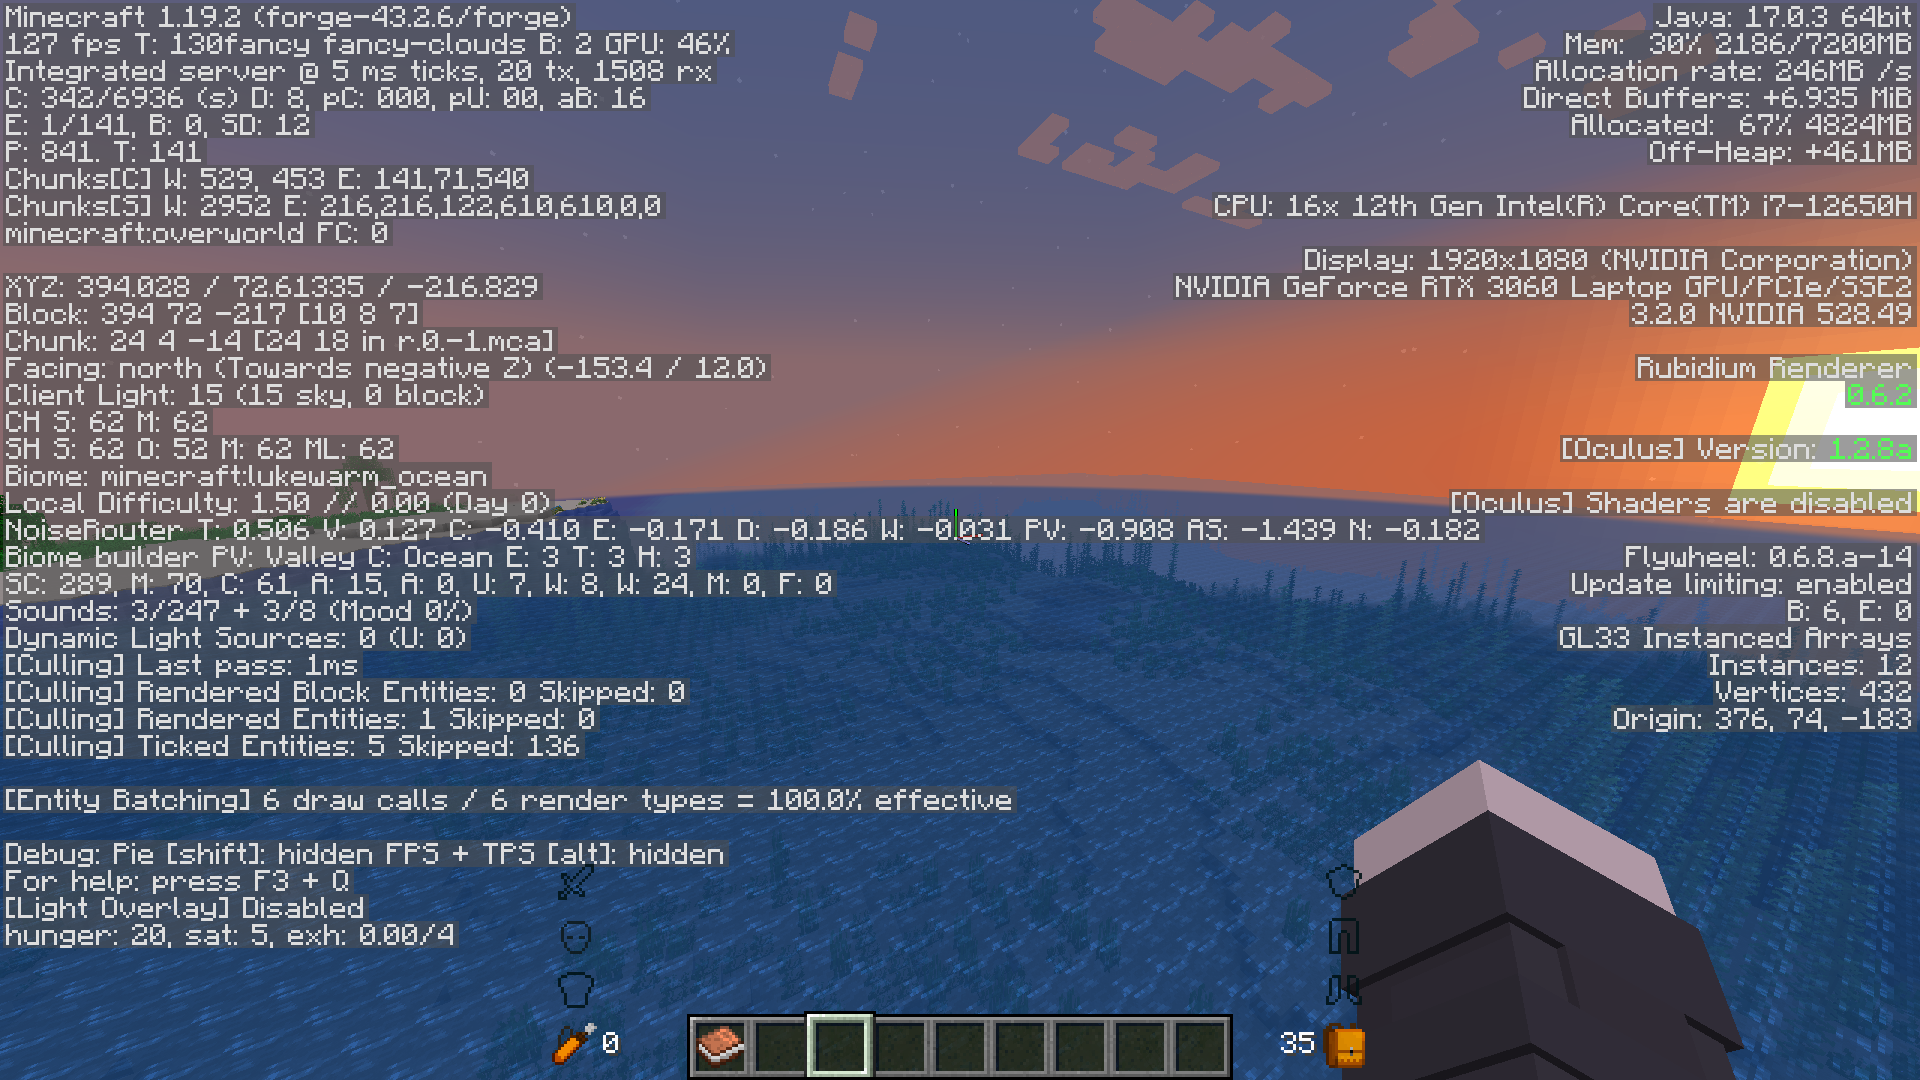 Minecraft 1.19.2 (forge-43.2.6/forge)
127 fps T: 130fancy fancy-clouds B: 2 GPU: 46%
Integrated server @ 5 ms ticks, 20 tx, 1508 rx
C: 342/6936 (s) D: 8, pC: 000, pU: 00, aB: 16
E: 1/141, B: 0, SD: 12
P: 841. T: 141
Chunks[C] W: 529, 453 E: 141,71,540
Chunks[S] W: 2952 E: 216,216,122,610,610,0,0
minecraft:overworld FC: 0
XYZ: 394.028 / 72.61335 / -216.829
Block: 394 72 -217 [10 8 7]
Chunk: 24 4 -14 [24 18 in r.0.-1.mca]
Facing: north (Towards negative Z) (-153.4 / 12.0)
Client Light: 15 (15 sky, 0 block)
CH S: 62 M: 62
SH S: 62 O: 52 M: 62 ML: 62
Biome: minecraft:lukewarm_ocean
Local Difficulty: 1.50 // 0.00 (Day 0)
NoiseRouter T: 0.506 V: -0.127 C: -0.410 E: -0.171 D: -0.186 W: -0.031 PV: -0.908 AS: -1.439 N: -0.182
Biome builder PV: Valley C: Ocean E: 3 T: 3 H: 3
SC: 289, M: 70, C: 61, A: 15, A: 0, U: 7, W: 8, W: 24, M: 0, F: 0
Sounds: 3/247 + 3/8 (Mood 0%)
Dynamic Light Sources: 0 (U: 0)
[Culling] Last pass: 1ms
[Culling] Rendered Block Entities: 0 Skipped: 0
[Culling] Rendered Entities: 1 Skipped: 0
[Culling] Ticked Entities: 5 Skipped: 136
[Entity Batching] 6 draw calls / 6 render types = 100.0% effective
Debug: Pie [shift]: hidden FPS + TPS [alt]: hidden
For help: press F3 + Q
[Light Overlay] Disabled
hunger: 20, sat: 5, exh: 0.00/4
Java: 17.0.3 64bit
Mem: 30% 2186/7200MB
Allocation rate: 246MB /s
Direct Buffers: +6.935 MiB
Allocated: 67% 4824MB
Off-Heap: +461MB
CPU: 16x 12th Gen Intel(R) Core(TM) i7-12650H
Display: 1920x1080 (NVIDIA Corporation)
NVIDIA GeForce RTX 3060 Laptop GPU/PCIe/SSE2
3.2.0 NVIDIA 528.49
Rubidium Renderer
0.6.2
[Oculus] Version: 1.2.8a
[Oculus] Shaders are disabled
Flywheel: 0.6.8.a-14
Update limiting: enabled
B: 6, E: 0
GL33 Instanced Arrays
Instances: 12
Vertices: 432
Origin: 376, 74, -183
0
35